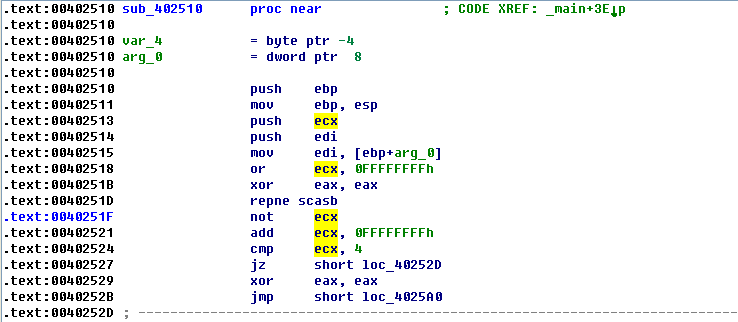 .text:00402510 sub_402510 proc near ; CODE XREF: _main+3E↓p
.text:00402510
.text:00402510 var_4 = byte ptr -4
.text:00402510 arg_0 = dword ptr 8
.text:00402510
.text:00402510 push ebp
.text:00402511 mov ebp, esp
.text:00402513 push ecx
.text:00402514 push edi
.text:00402515 mov edi, [ebp+arg_0]
.text:00402518 or ecx, 0FFFFFFFFh
.text:0040251B xor eax, eax
.text:0040251D repne scasb
.text:0040251F not ecx
.text:00402521 add ecx, 0FFFFFFFFh
.text:00402524 cmp ecx, 4
.text:00402527 jz short loc_40252D
.text:00402529 xor eax, eax
.text:0040252B jmp short loc_4025A0
.text:0040252D ; ---------------------------------------------------------------------------